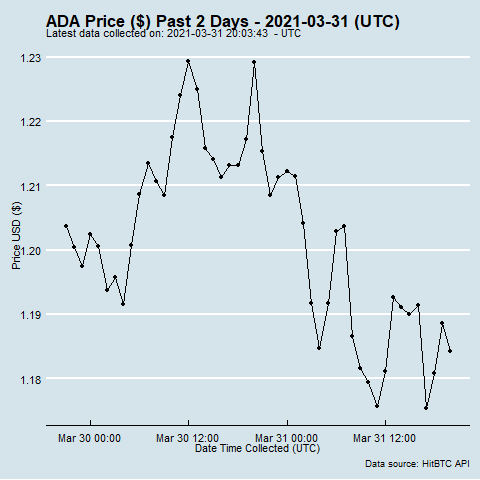 ADA Price ($) Past 2 Days - 2021-03-31 (UTC)
Latest data collected on: 2021-03-31 20:03:43 - UTC
1.23
1.22
1.21
1.20
1.19
1.18
Price USD ($)
Mar 30 00:00 Mar 30 12:00 Mar 31 00:00 Mar 31 12:00
Date Time Collected (UTC)
Data source: HitBTC API